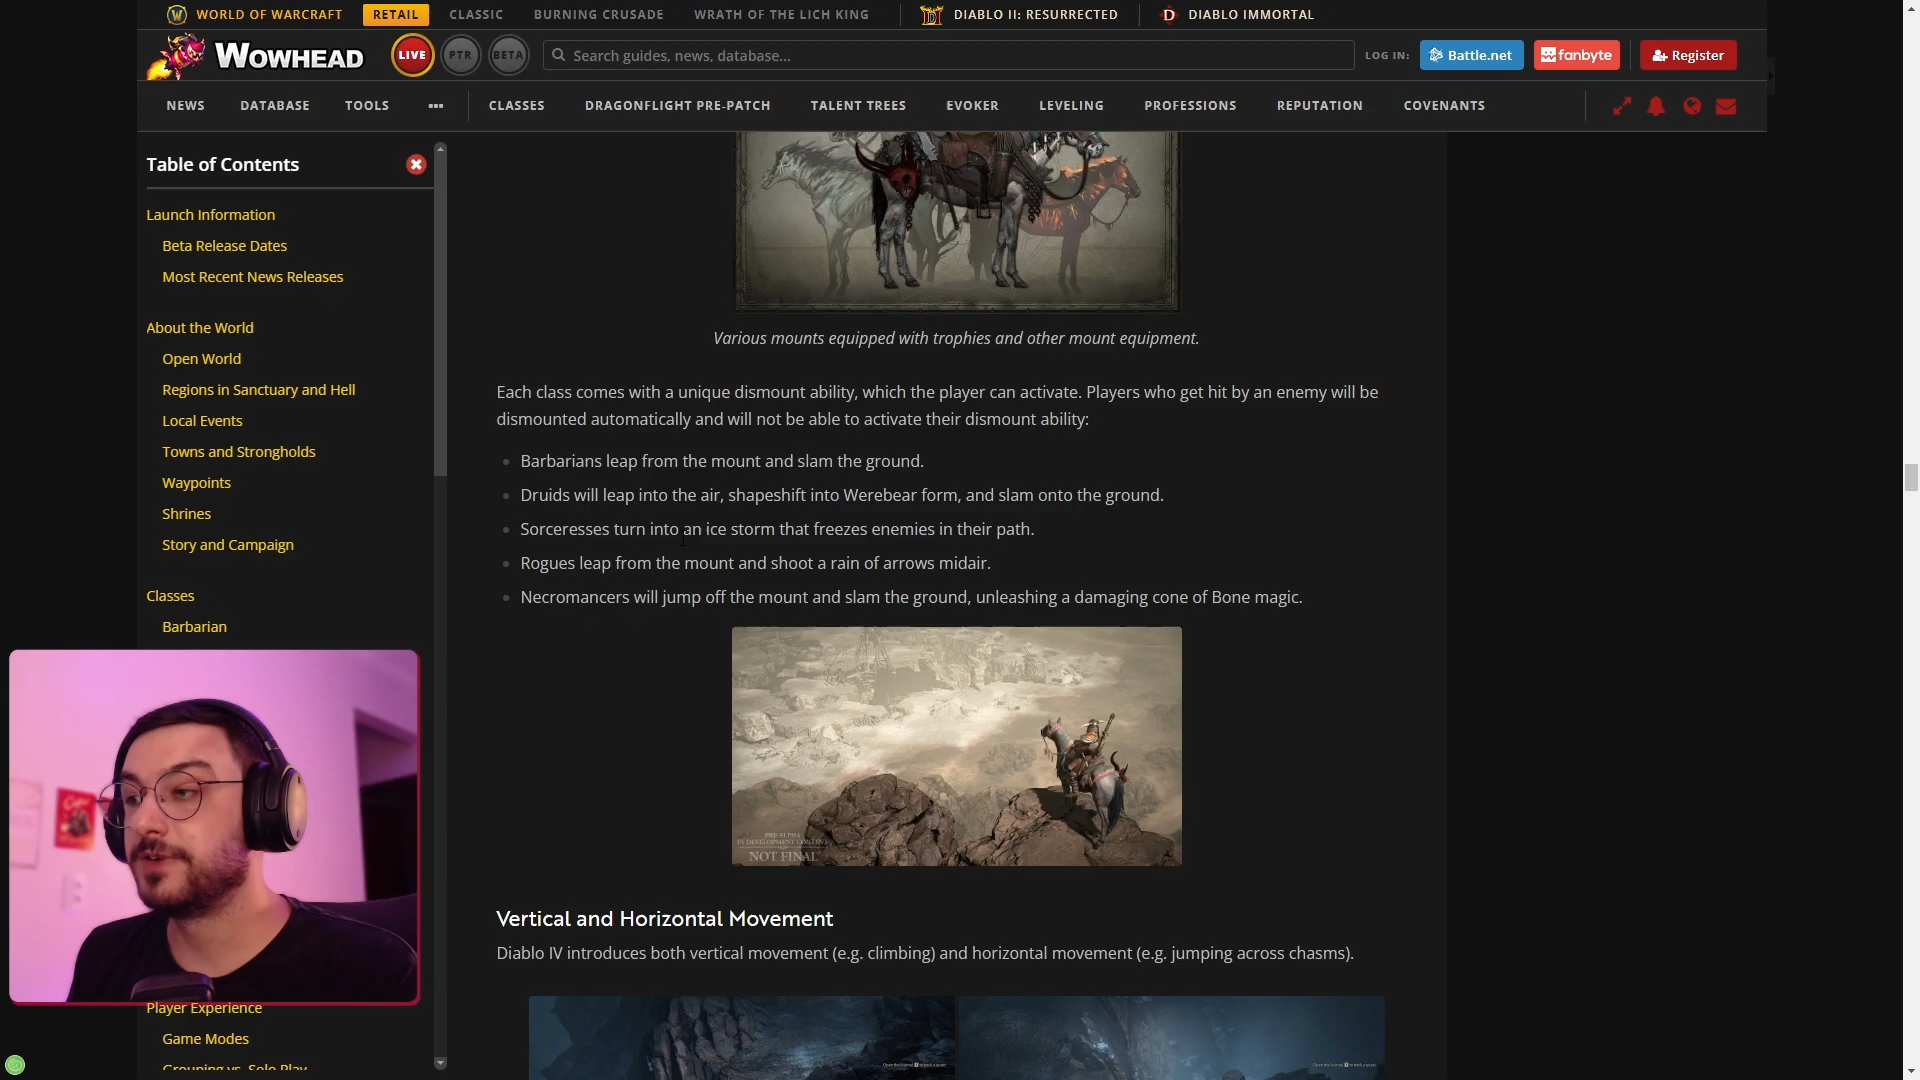 WORLD OF WARCRAFT
RETAIL
CLASSIC
BURNING CRUSADE
WRATH OF THE LICH KING
DIABLO II: RESURRECTED
DIABLO IMMORTAL
WOWHEAD
LIVE
PTR
BETA
Search guides, news, database...
LOG IN:
Battle.net
fanbyte
Register
NEWS
DATABASE
TOOLS
CLASSES
DRAGONFLIGHT PRE-PATCH
TALENT TREES
EVOKER
LEVELING
PROFESSIONS
REPUTATION
COVENANTS
Table of Contents
Launch Information
Beta Release Dates
Most Recent News Releases
About the World
Open World
Regions in Sanctuary and Hell
Local Events
Towns and Strongholds
Waypoints
Shrines
Story and Campaign
Classes
Barbarian
Player Experience
Game Modes
Grouping vs. Solo Play
Various mounts equipped with trophies and other mount equipment.
Each class comes with a unique dismount ability, which the player can activate. Players who get hit by an enemy will be
dismounted automatically and will not be able to activate their dismount ability:
Barbarians leap from the mount and slam the ground.
Druids will leap into the air, shapeshift into Werebear form, and slam onto the ground.
Sorceresses turn into an ice storm that freezes enemies in their path.
Rogues leap from the mount and shoot a rain of arrows midair.
Necromancers will jump off the mount and slam the ground, unleashing a damaging cone of Bone magic.
PRE-ALPHA
IN DEVELOPMENT CONTENT
NOT FINAL
Vertical and Horizontal Movement
Diablo IV introduces both vertical movement (e.g. climbing) and horizontal movement (e.g. jumping across chasms).